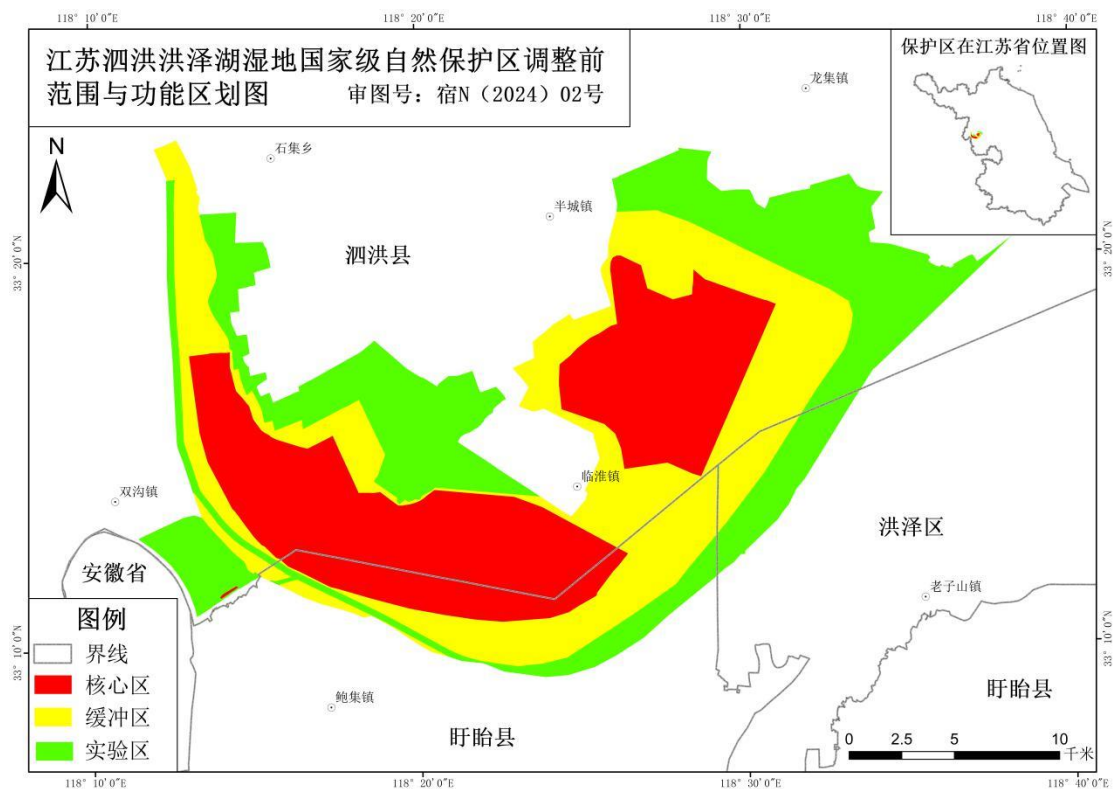 118° 10′0″E
118° 20′0″E
118° 30′0″E
118° 40′0″E
江苏泗洪洪泽湖湿地国家级自然保护区调整前
范围与功能区划图 审图号：宿N（2024）02号
保护区在江苏省位置图
龙集镇
N
石集乡
半城镇
泗洪县
33° 20′0″N
33° 20′0″N
临淮镇
双沟镇
洪泽区
安徽省
老子山镇
图例
界线
核心区
缓冲区
实验区
33° 10′0″N
33° 10′0″N
鲍集镇
盱眙县
盱眙县
0 2.5 5 10
千米
118° 10′0″E
118° 20′0″E
118° 30′0″E
118° 40′0″E